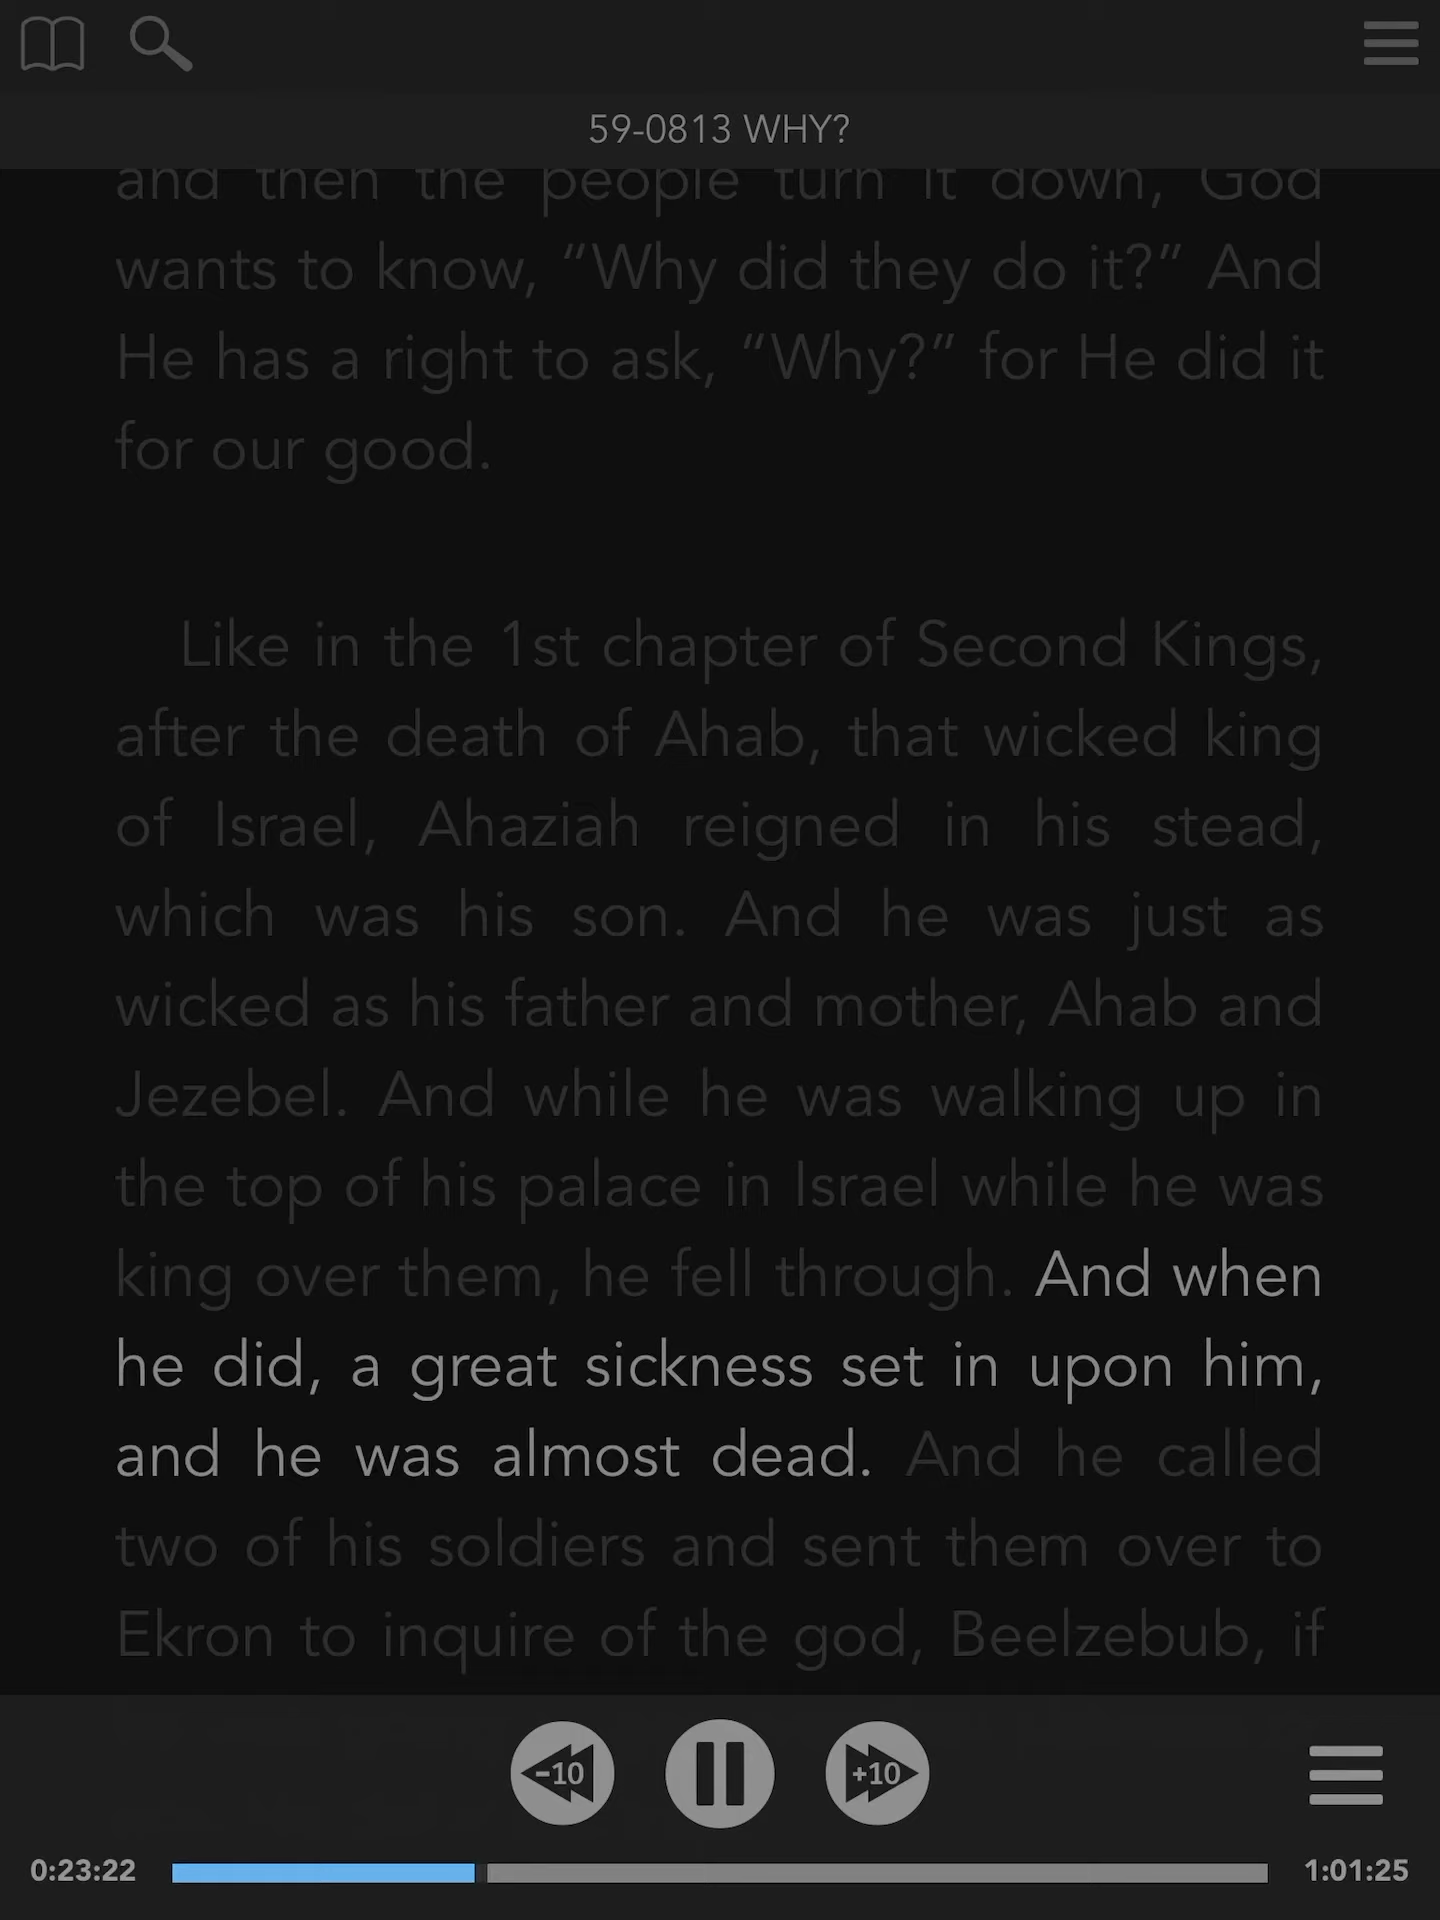 59-0813 WHY?
and then the people turn it down, God
wants to know, “Why did they do it?” And
He has a right to ask, “Why?” for He did it
for our good.
Like in the 1st chapter of Second Kings,
after the death of Ahab, that wicked king
of Israel, Ahaziah reigned in his stead,
which was his son. And he was just as
wicked as his father and mother, Ahab and
Jezebel. And while he was walking up in
the top of his palace in Israel while he was
king over them, he fell through. And when
he did, a great sickness set in upon him,
and he was almost dead. And he called
two of his soldiers and sent them over to
Ekron to inquire of the god, Beelzebub, if
-10
+10
0:23:22
1:01:25